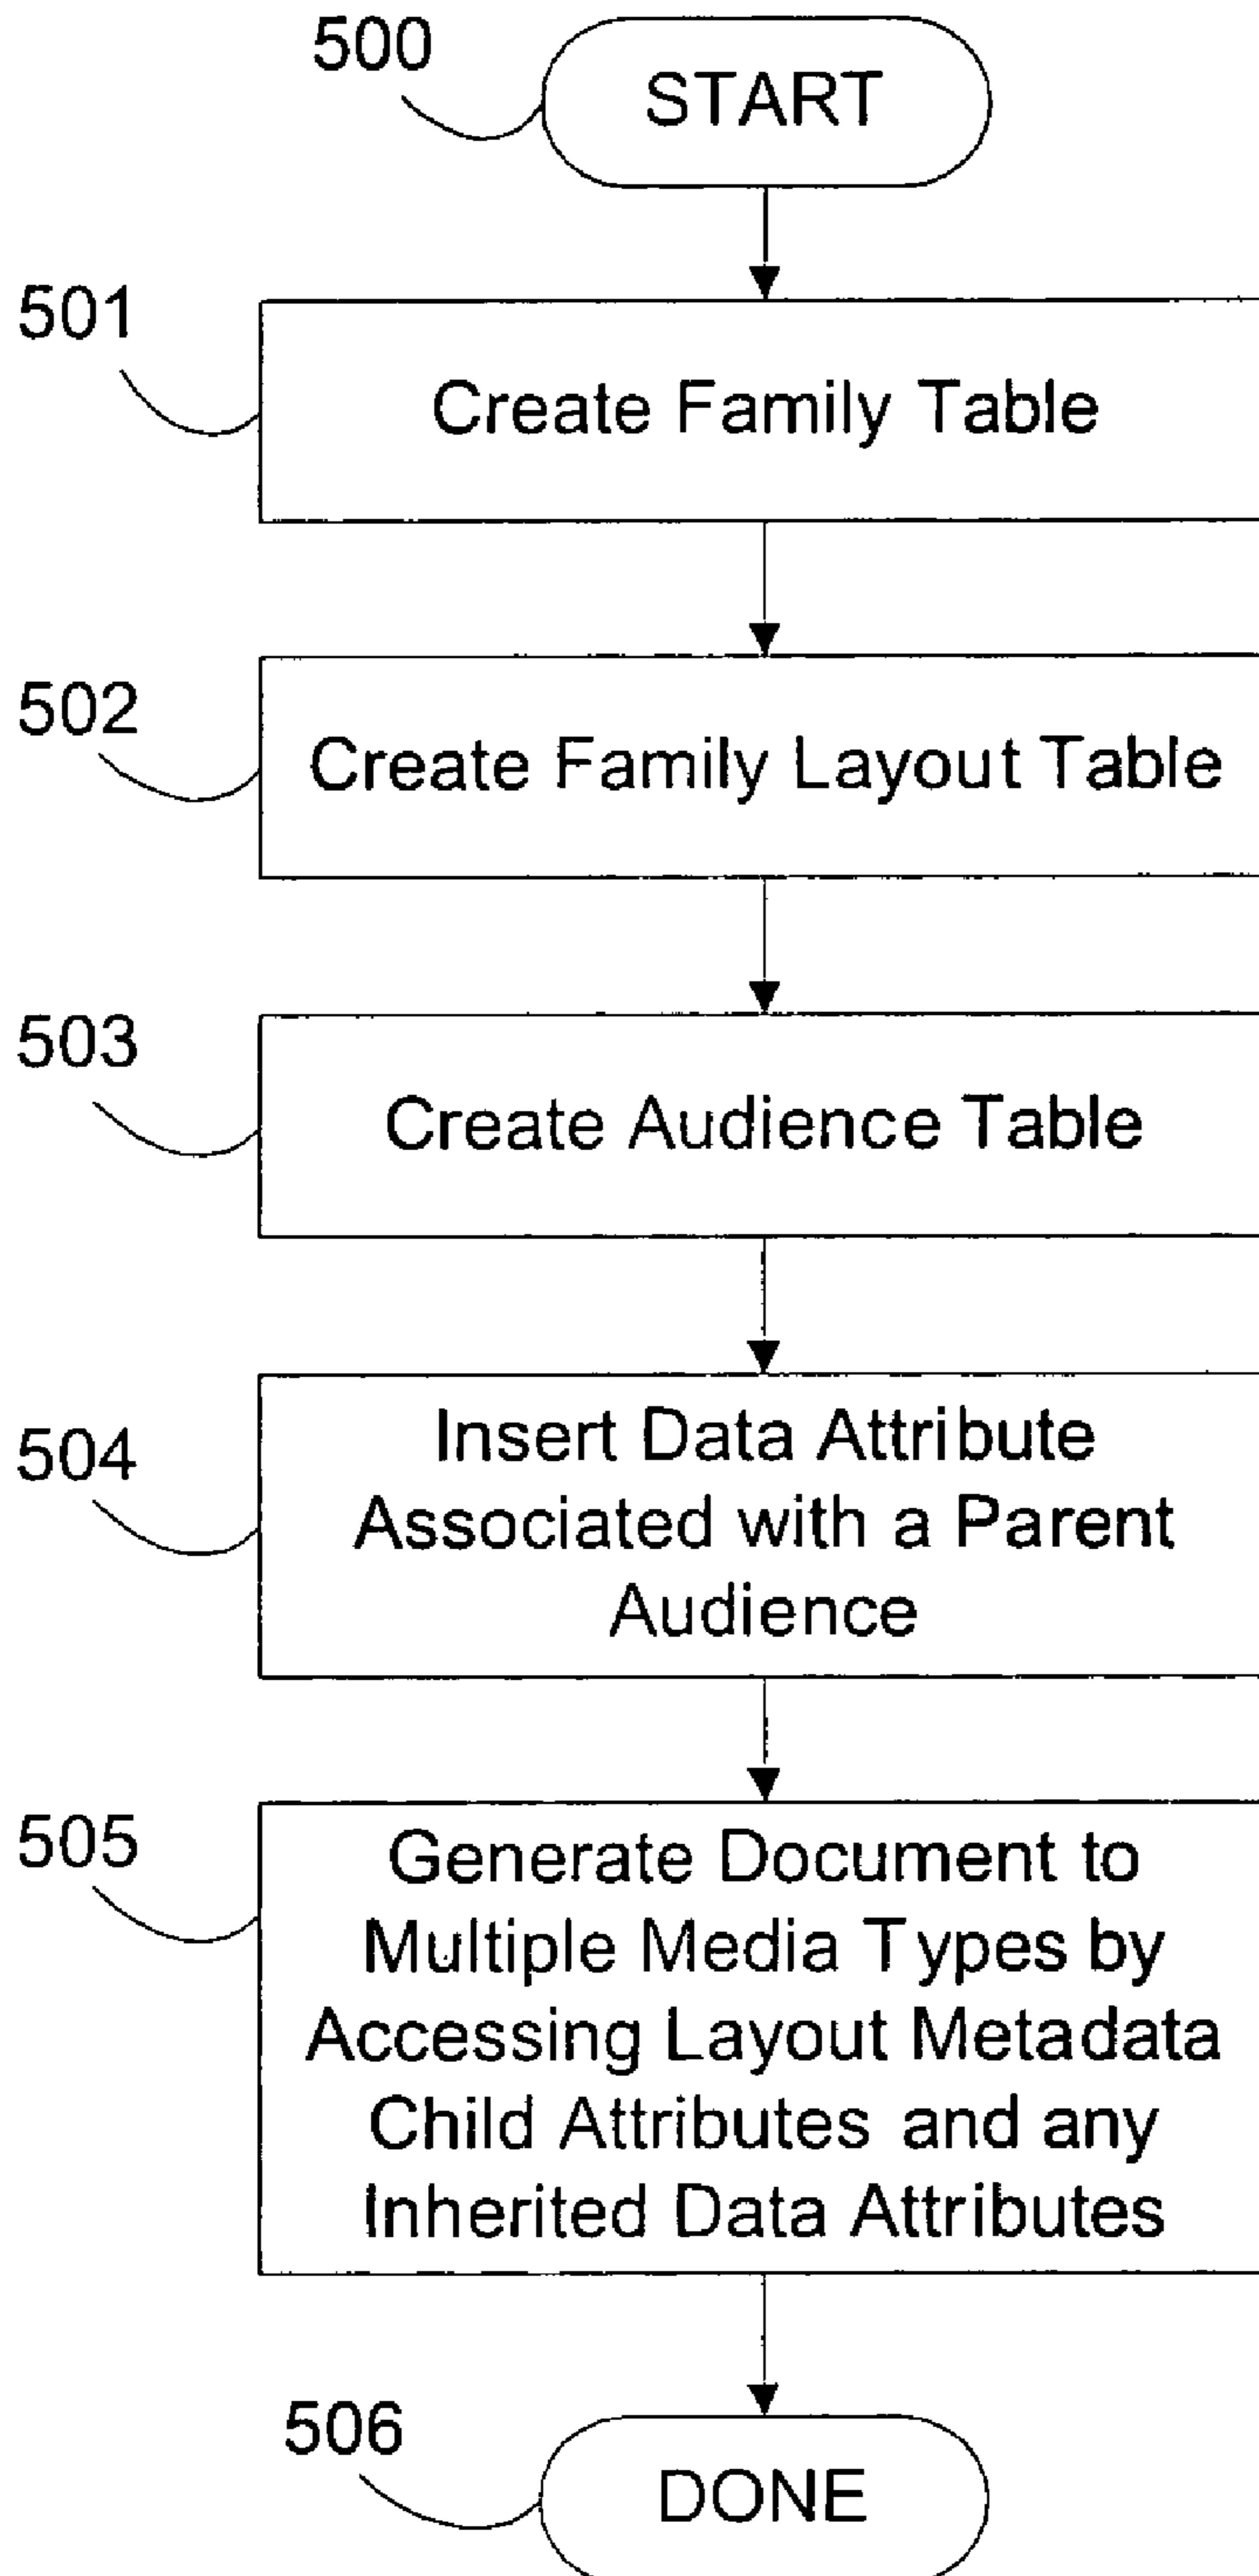 500
START
501
Create Family Table
502
Create Family Layout Table
503
Create Audience Table
504
Insert Data Attribute
Associated with a Parent
Audience
505
Generate Document to
Multiple Media Types by
Accessing Layout Metadata
Child Attributes and any
Inherited Data Attributes
506
DONE